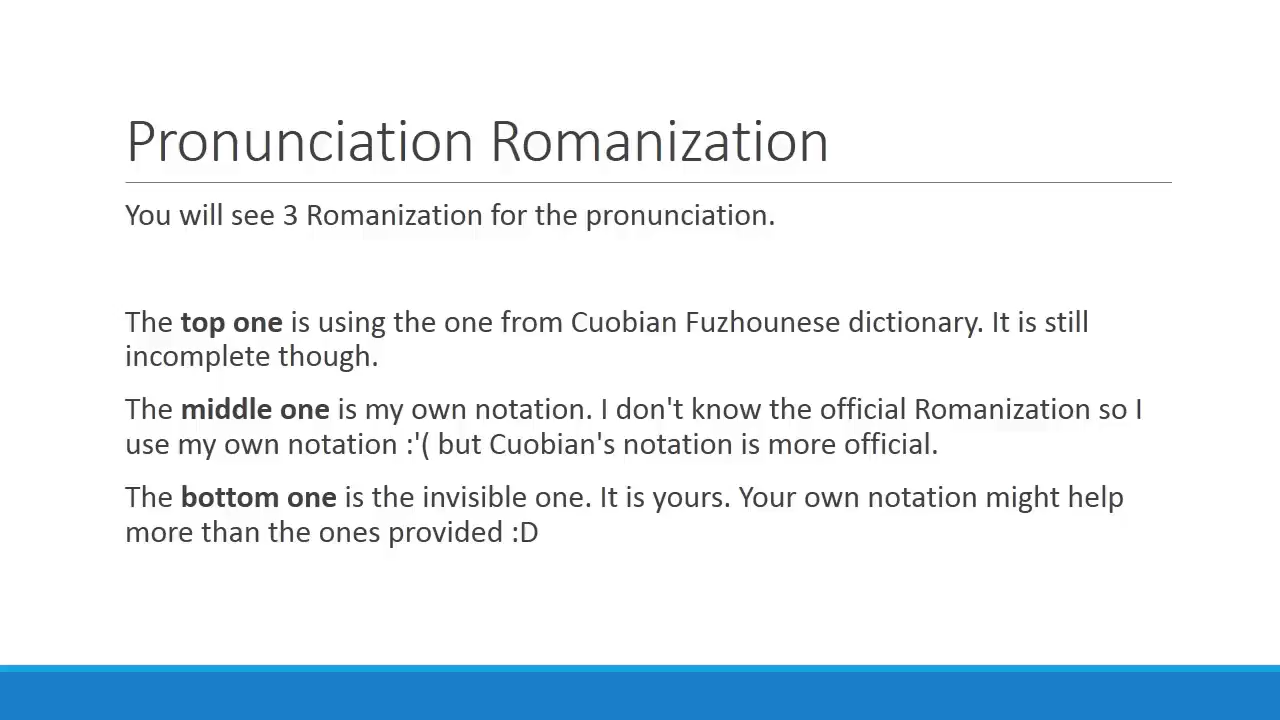 Pronunciation Romanization
You will see 3 Romanization for the pronunciation.
The top one is using the one from Cuobian Fuzhounese dictionary. It is still
incomplete though.
The middle one is my own notation. I don't know the official Romanization so I
use my own notation :'( but Cuobian's notation is more official.
The bottom one is the invisible one. It is yours. Your own notation might help
more than the ones provided :D